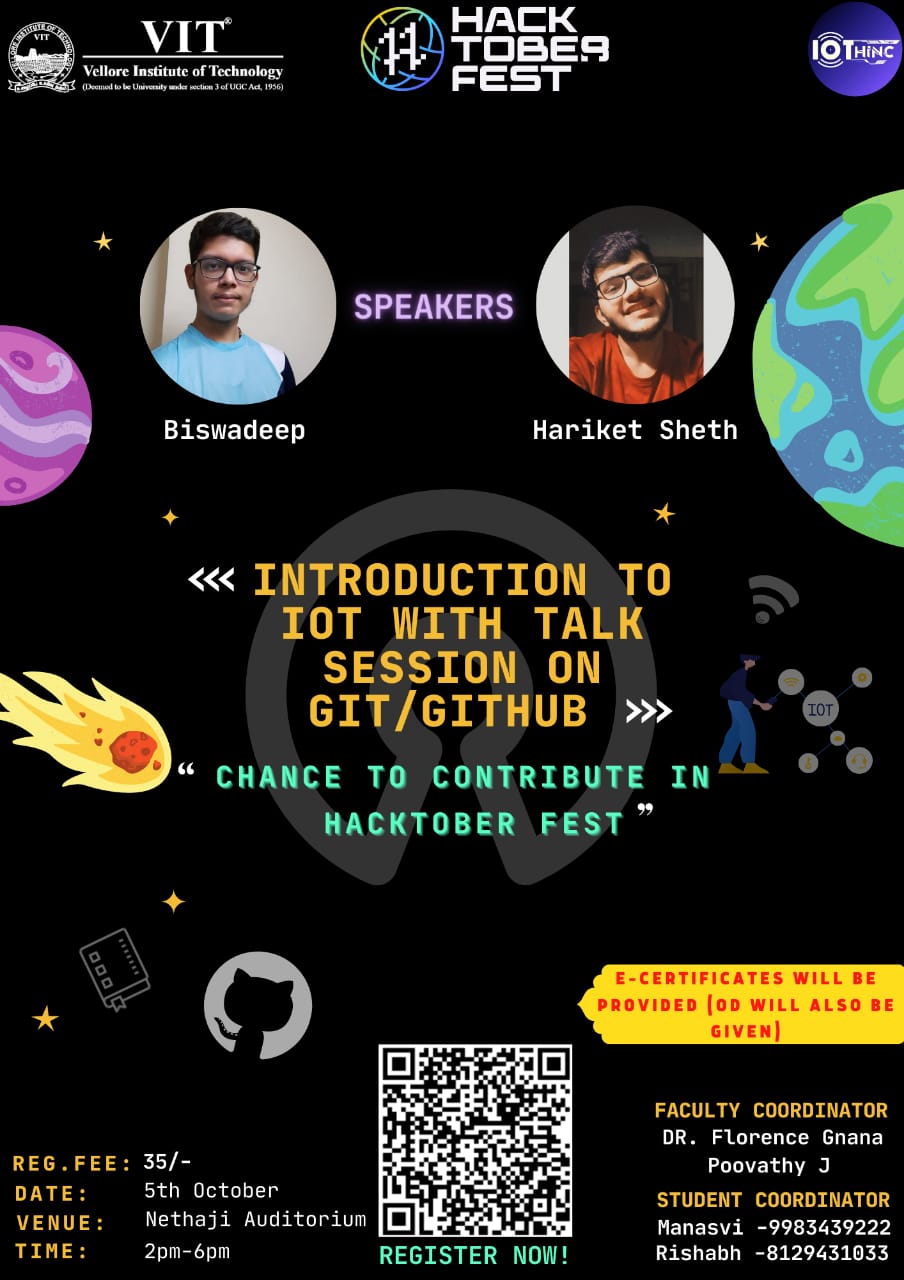 VIT®
Vellore Institute of Technology
(Deemed to be University under section 3 of UGC Act, 1956)
HACK
TOBER
FEST
IOTHINC
SPEAKERS
Biswadeep
Hariket Sheth
<<< INTRODUCTION TO
IOT WITH TALK
SESSION ON
GIT/GITHUB >>>
IOT
“ CHANCE TO CONTRIBUTE IN
HACKTOBER FEST ”
E-CERTIFICATES WILL BE
PROVIDED (OD WILL ALSO BE
GIVEN)
REG.FEE: 35/-
DATE: 5th October
VENUE: Nethaji Auditorium
TIME: 2pm-6pm
REGISTER NOW!
FACULTY COORDINATOR
DR. Florence Gnana
Poovathy J
STUDENT COORDINATOR
Manasvi -9983439222
Rishabh -8129431033